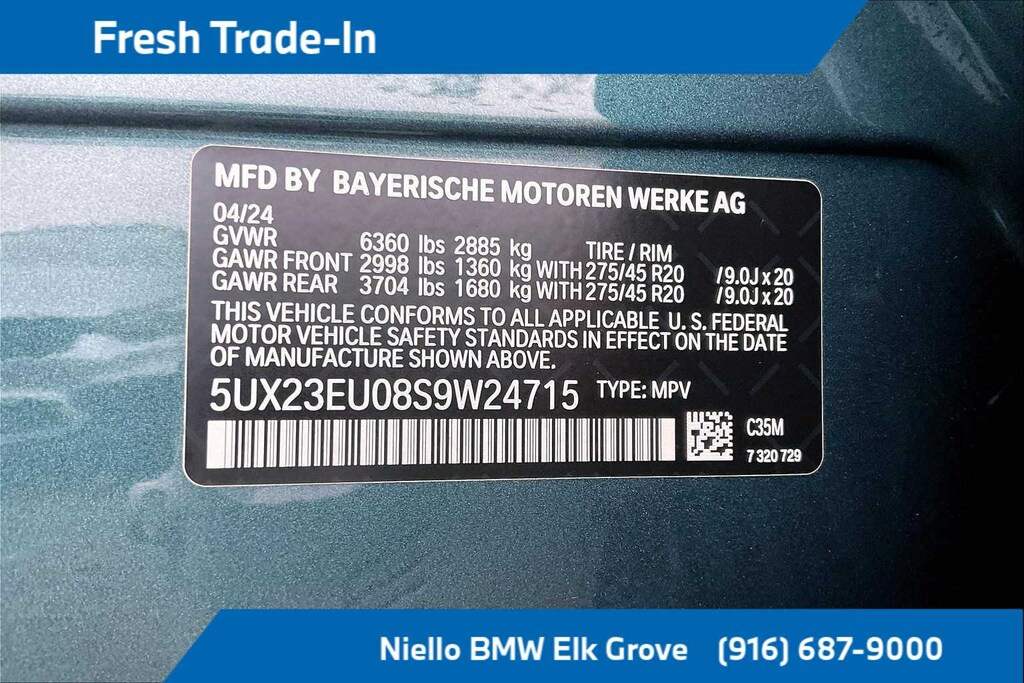 Fresh Trade-In
MFD BY BAYERISCHE MOTOREN WERKE AG
04/24
GVWR 6360 lbs 2885 kg TIRE / RIM
GAWR FRONT 2998 lbs 1360 kg WITH 275/45 R20 /9.0J x 20
GAWR REAR 3704 lbs 1680 kg WITH 275/45 R20 /9.0J x 20
THIS VEHICLE CONFORMS TO ALL APPLICABLE U. S. FEDERAL
MOTOR VEHICLE SAFETY STANDARDS IN EFFECT ON THE DATE
OF MANUFACTURE SHOWN ABOVE.
5UX23EU08S9W24715 TYPE: MPV
C35M
7 320 729
Niello BMW Elk Grove (916) 687-9000